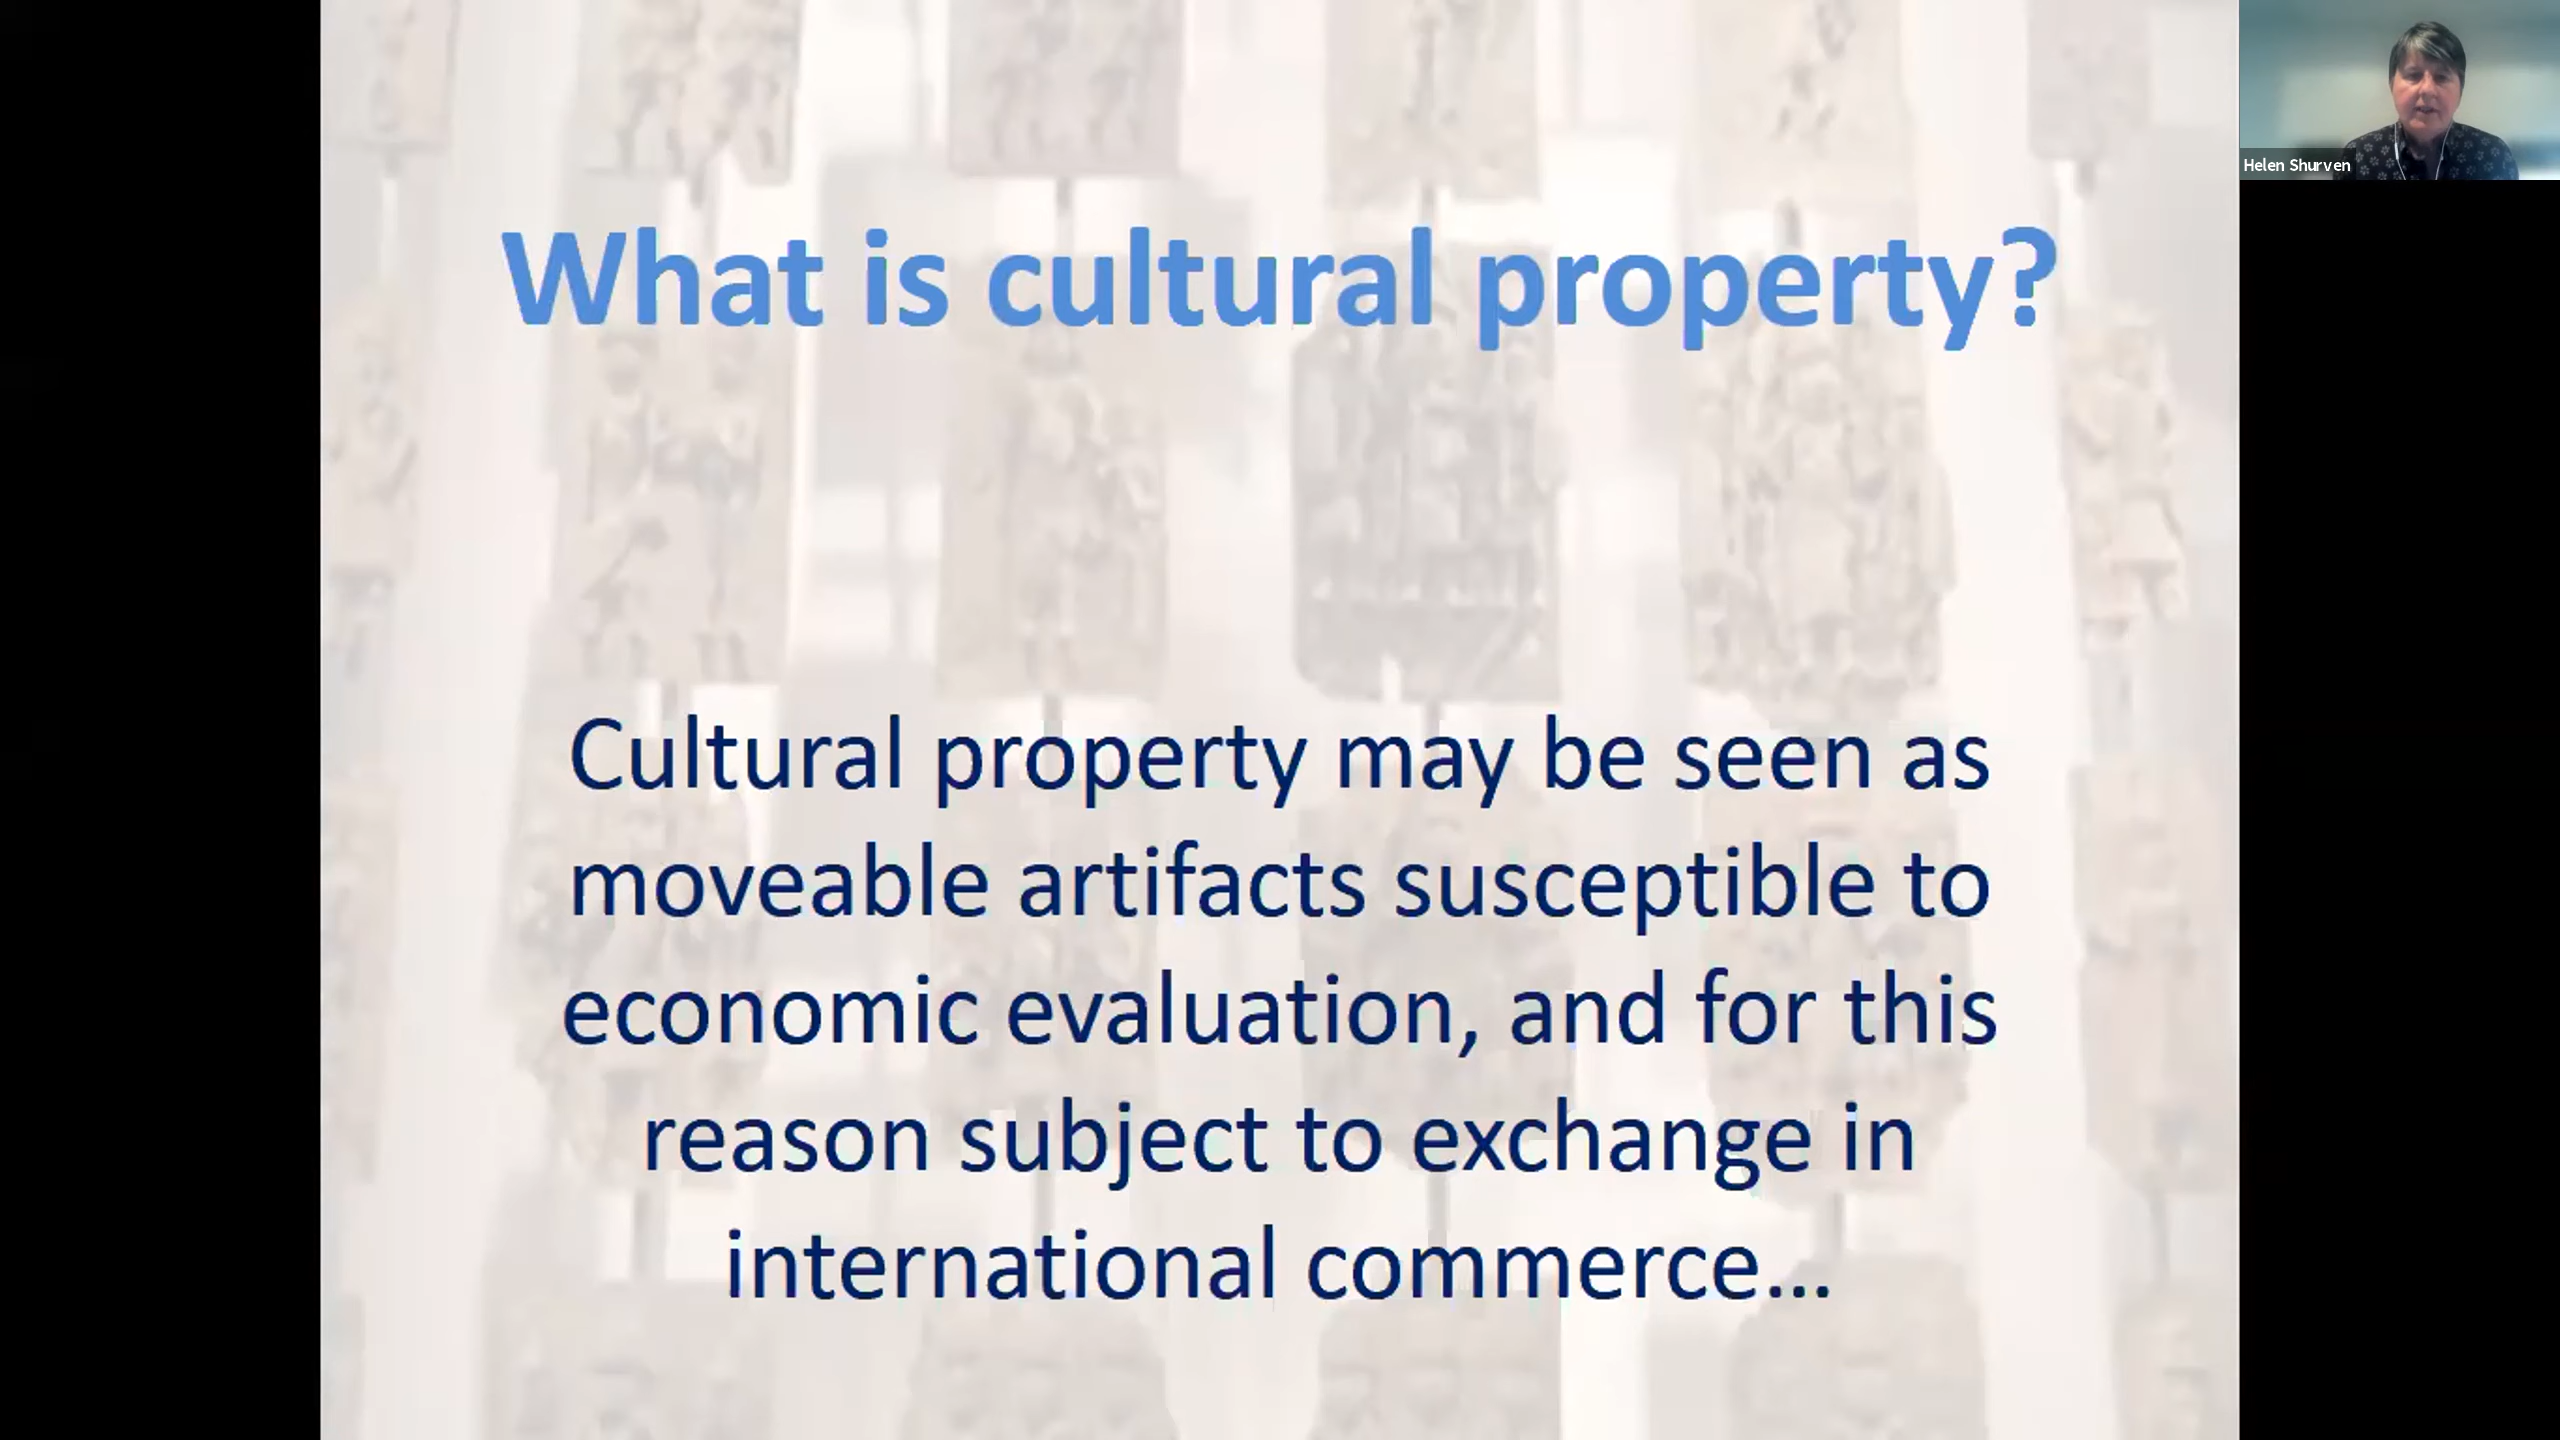 What is cultural property?
Cultural property may be seen as
moveable artifacts susceptible to
economic evaluation, and for this
reason subject to exchange in
international commerce...
Helen Shurven